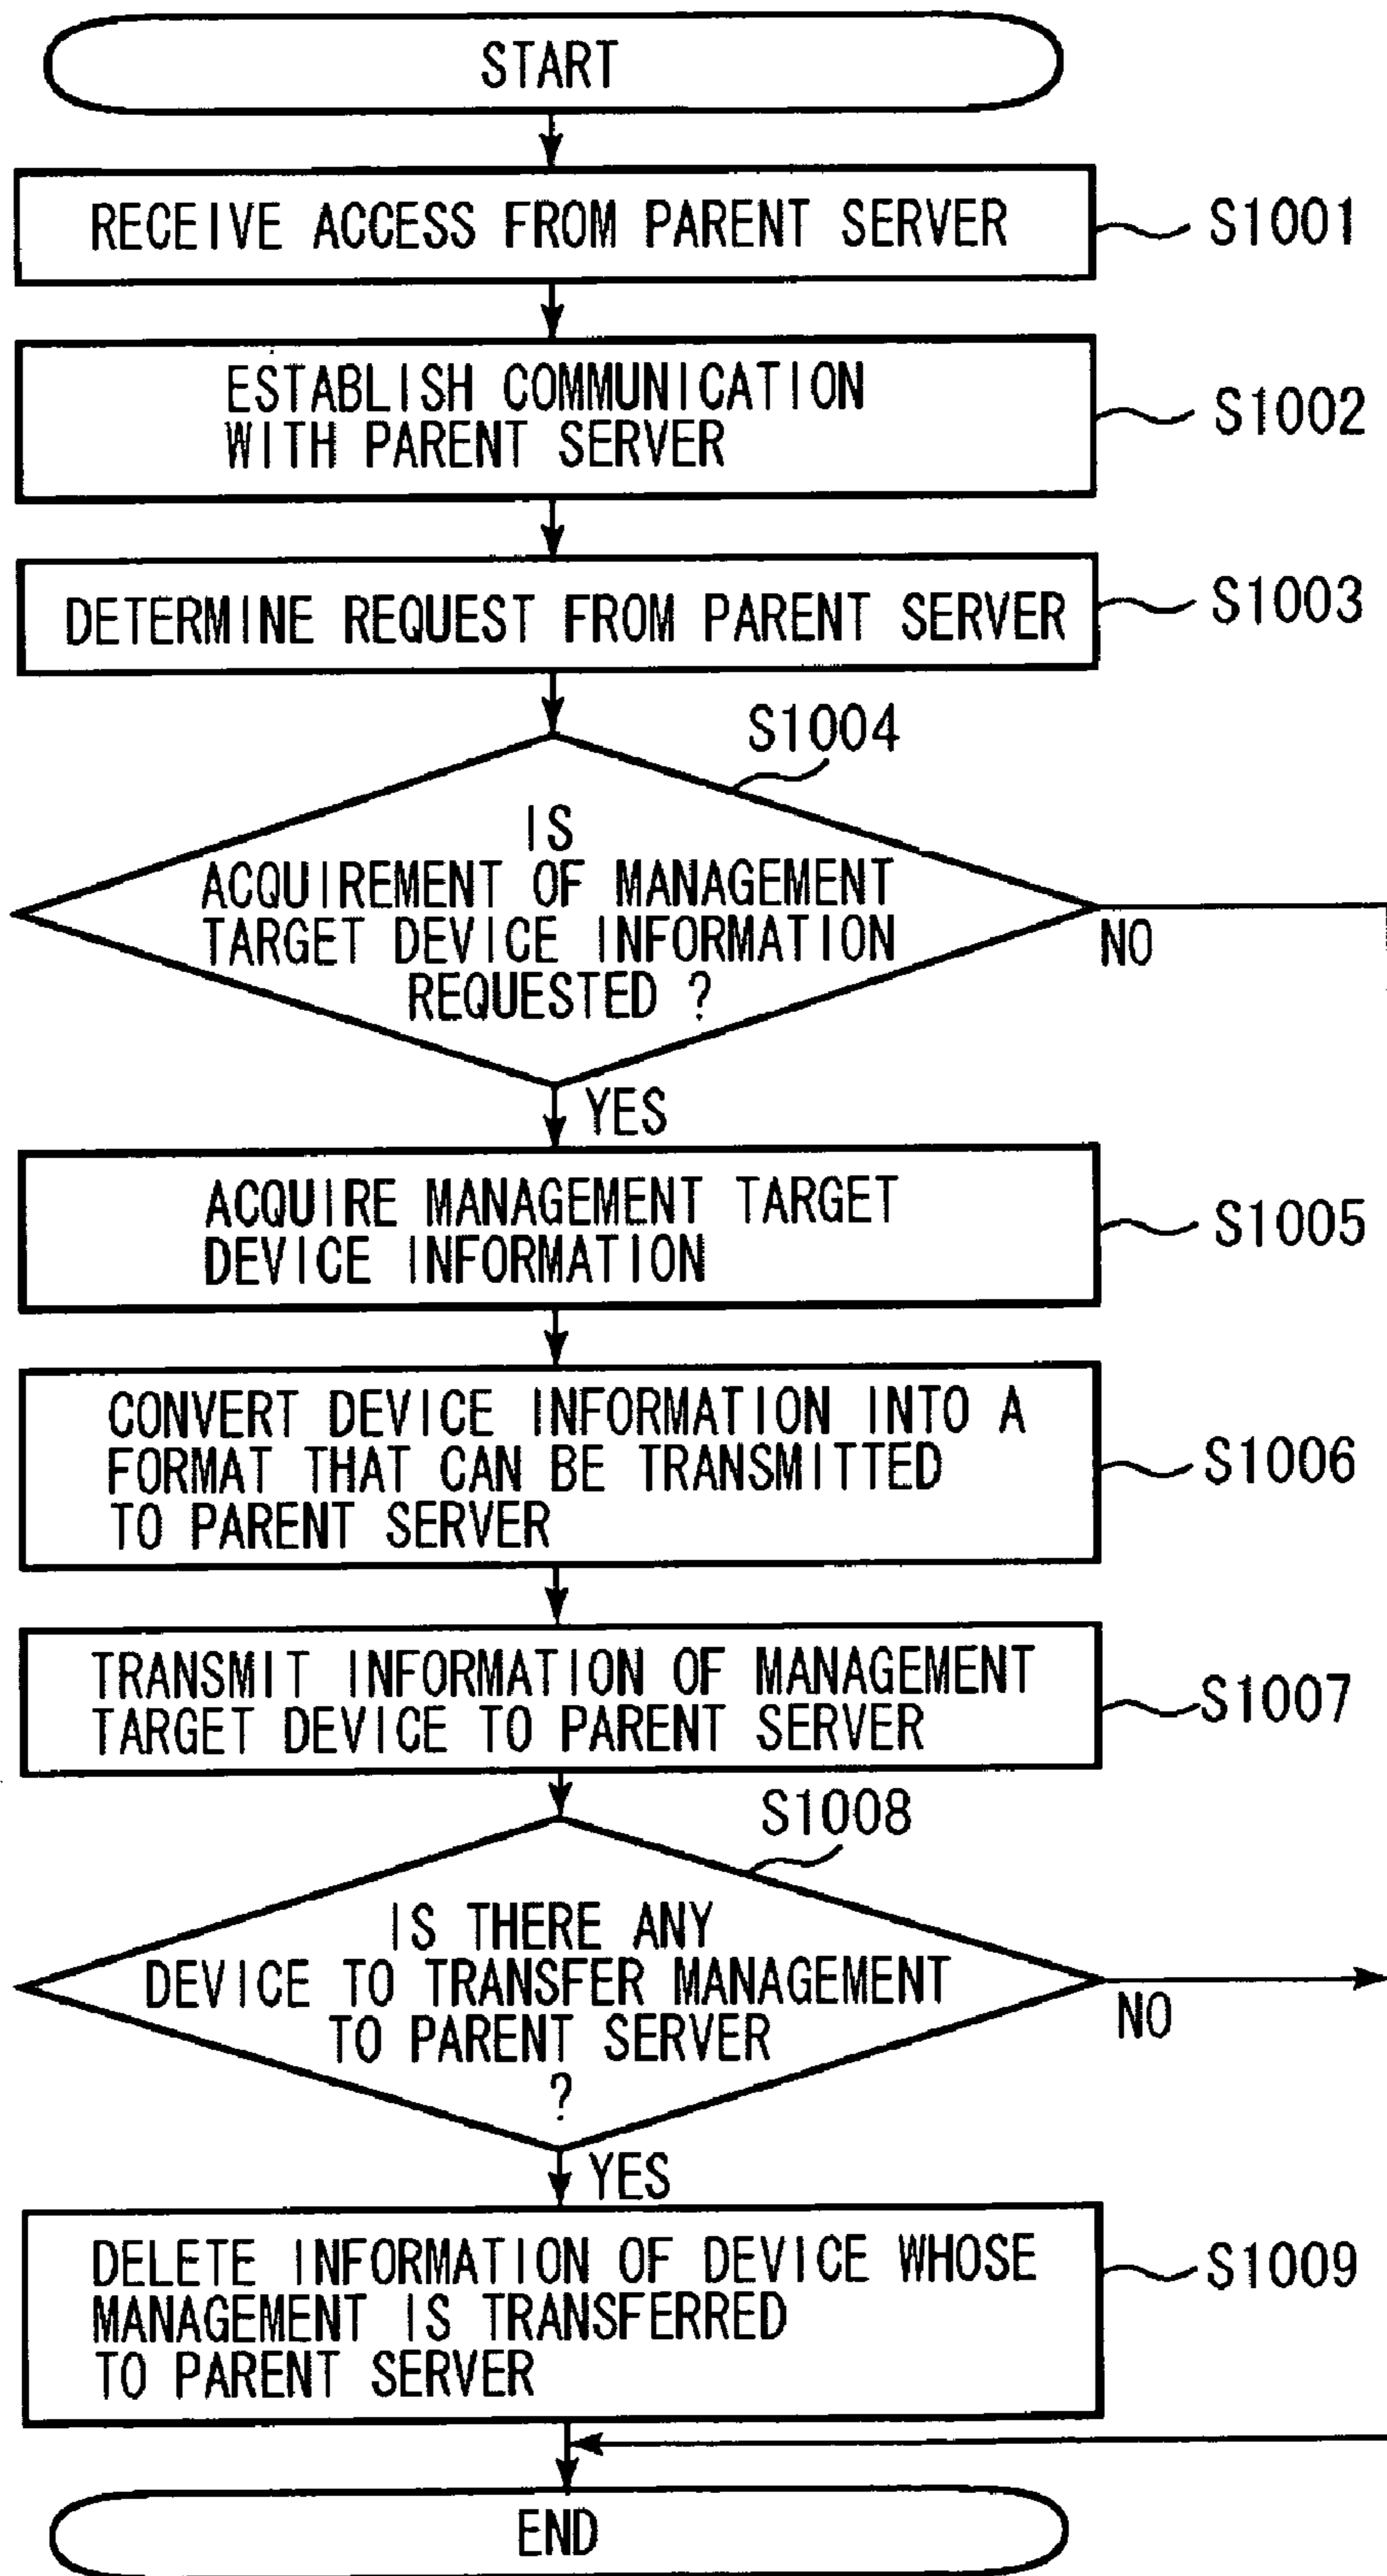 START
RECEIVE ACCESS FROM PARENT SERVER
S1001
ESTABLISH COMMUNICATION
WITH PARENT SERVER
S1002
DETERMINE REQUEST FROM PARENT SERVER
S1003
S1004
IS
ACQUIREMENT OF MANAGEMENT
TARGET DEVICE INFORMATION
REQUESTED ?
NO
YES
ACQUIRE MANAGEMENT TARGET
DEVICE INFORMATION
S1005
CONVERT DEVICE INFORMATION INTO A
FORMAT THAT CAN BE TRANSMITTED
TO PARENT SERVER
S1006
TRANSMIT INFORMATION OF MANAGEMENT
TARGET DEVICE TO PARENT SERVER
S1007
S1008
IS THERE ANY
DEVICE TO TRANSFER MANAGEMENT
TO PARENT SERVER
?
NO
YES
DELETE INFORMATION OF DEVICE WHOSE
MANAGEMENT IS TRANSFERRED
TO PARENT SERVER
S1009
END